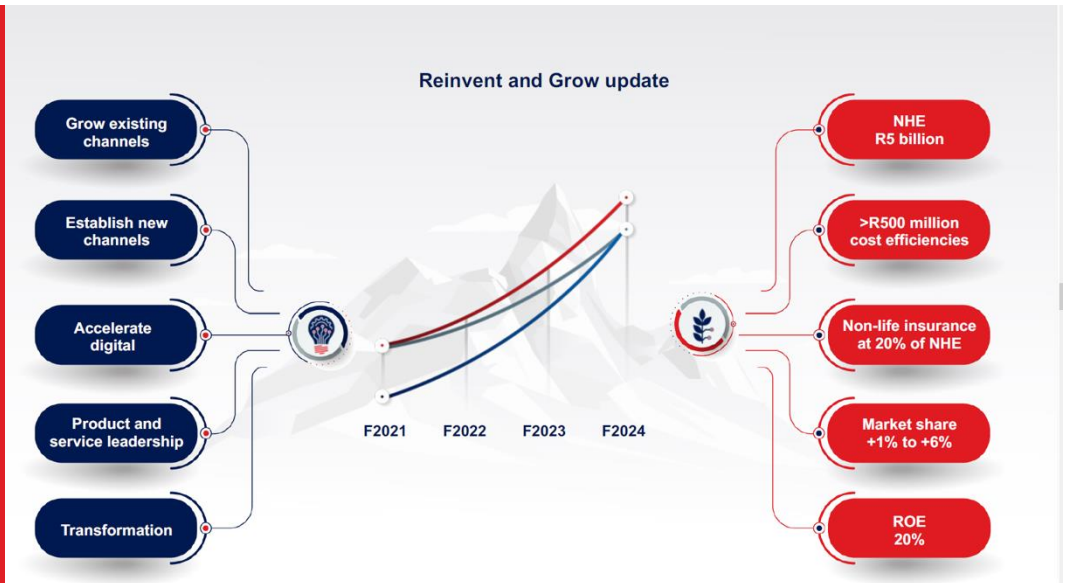 Reinvent and Grow update
Grow existing
channels
Establish new
channels
Accelerate
digital
Product and
service leadership
Transformation
F2021 F2022 F2023 F2024
NHE
R5 billion
>R500 million
cost efficiencies
Non-life insurance
at 20% of NHE
Market share
+1% to +6%
ROE
20%